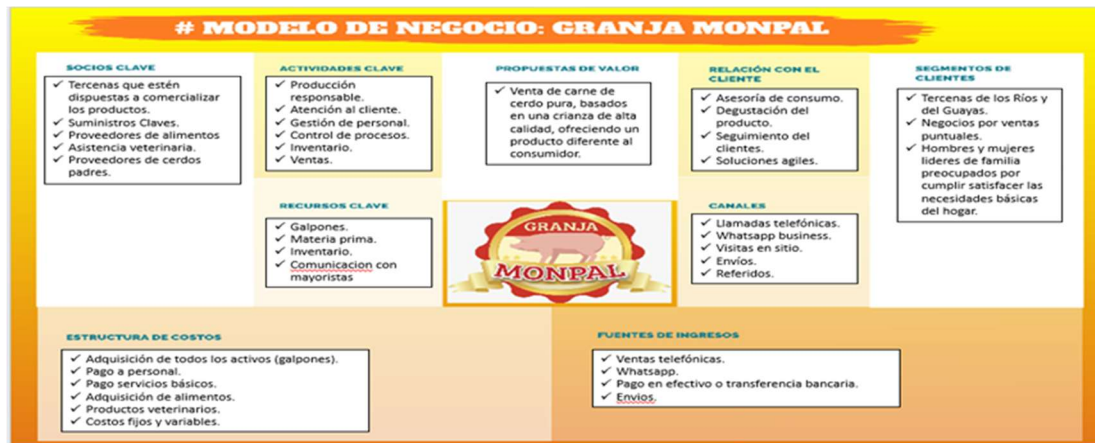 # MODELO DE NEGOCIO: GRANJA MONPAL
SOCIOS CLAVE
✓ Tercenas que estén
dispuestas a comercializar
los productos.
✓ Suministros Claves.
✓ Proveedores de alimentos
✓ Asistencia veterinaria.
✓ Proveedores de cerdos
padres.
ACTIVIDADES CLAVE
✓ Producción
responsable.
✓ Atención al cliente.
✓ Gestión de personal.
✓ Control de procesos.
✓ Inventario.
✓ Ventas.
RECURSOS CLAVE
✓ Galpones.
✓ Materia prima.
✓ Inventario.
✓ Comunicacion con
mayoristas
PROPUESTAS DE VALOR
✓ Venta de carne de
cerdo pura, basados
en una crianza de alta
calidad, ofreciendo un
producto diferente al
consumidor.
GRANJA
MONPAL
RELACIÓN CON EL
CLIENTE
✓ Asesoría de consumo.
✓ Degustación del
producto.
✓ Seguimiento del
clientes.
✓ Soluciones agiles.
CANALES
✓ Llamadas telefónicas.
✓ Whatsapp business.
✓ Visitas en sitio.
✓ Envíos.
✓ Referidos.
SEGMENTOS DE
CLIENTES
✓ Tercenas de los Ríos y
del Guayas.
✓ Negocios por ventas
puntuales.
✓ Hombres y mujeres
lideres de familia
preocupados por
cumplir satisfacer las
necesidades básicas
del hogar.
ESTRUCTURA DE COSTOS
✓ Adquisición de todos los activos (galpones).
✓ Pago a personal.
✓ Pago servicios básicos.
✓ Adquisición de alimentos.
✓ Productos veterinarios.
✓ Costos fijos y variables.
FUENTES DE INGRESOS
✓ Ventas telefónicas.
✓ Whatsapp.
✓ Pago en efectivo o transferencia bancaria.
✓ Envios.